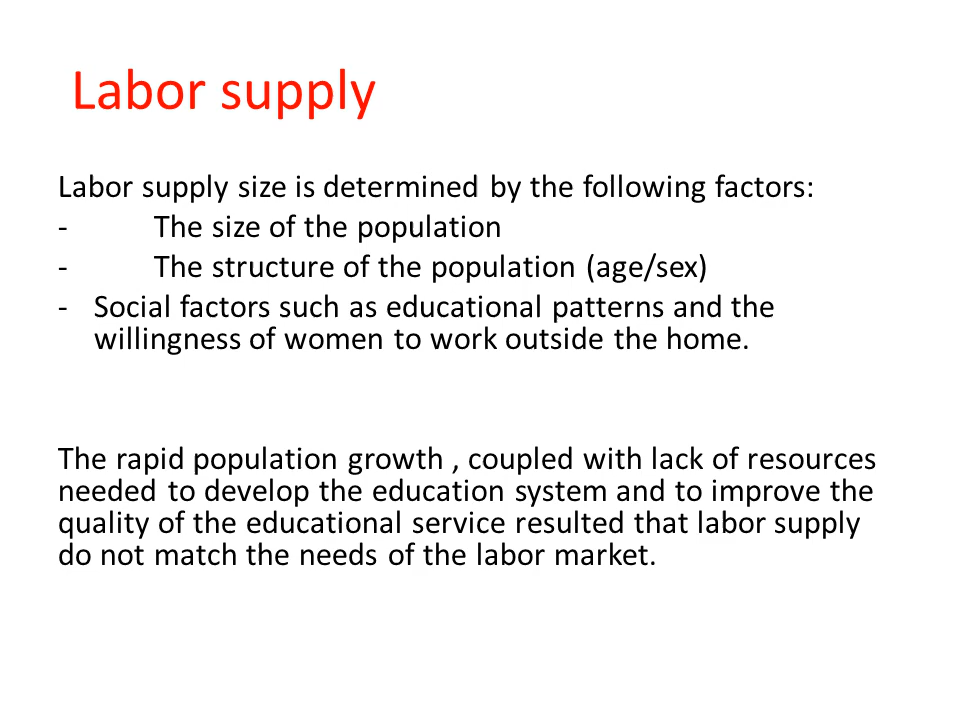 Labor supply
Labor supply size is determined by the following factors:
- The size of the population
- The structure of the population (age/sex)
- Social factors such as educational patterns and the
willingness of women to work outside the home.
The rapid population growth , coupled with lack of resources
needed to develop the education system and to improve the
quality of the educational service resulted that labor supply
do not match the needs of the labor market.